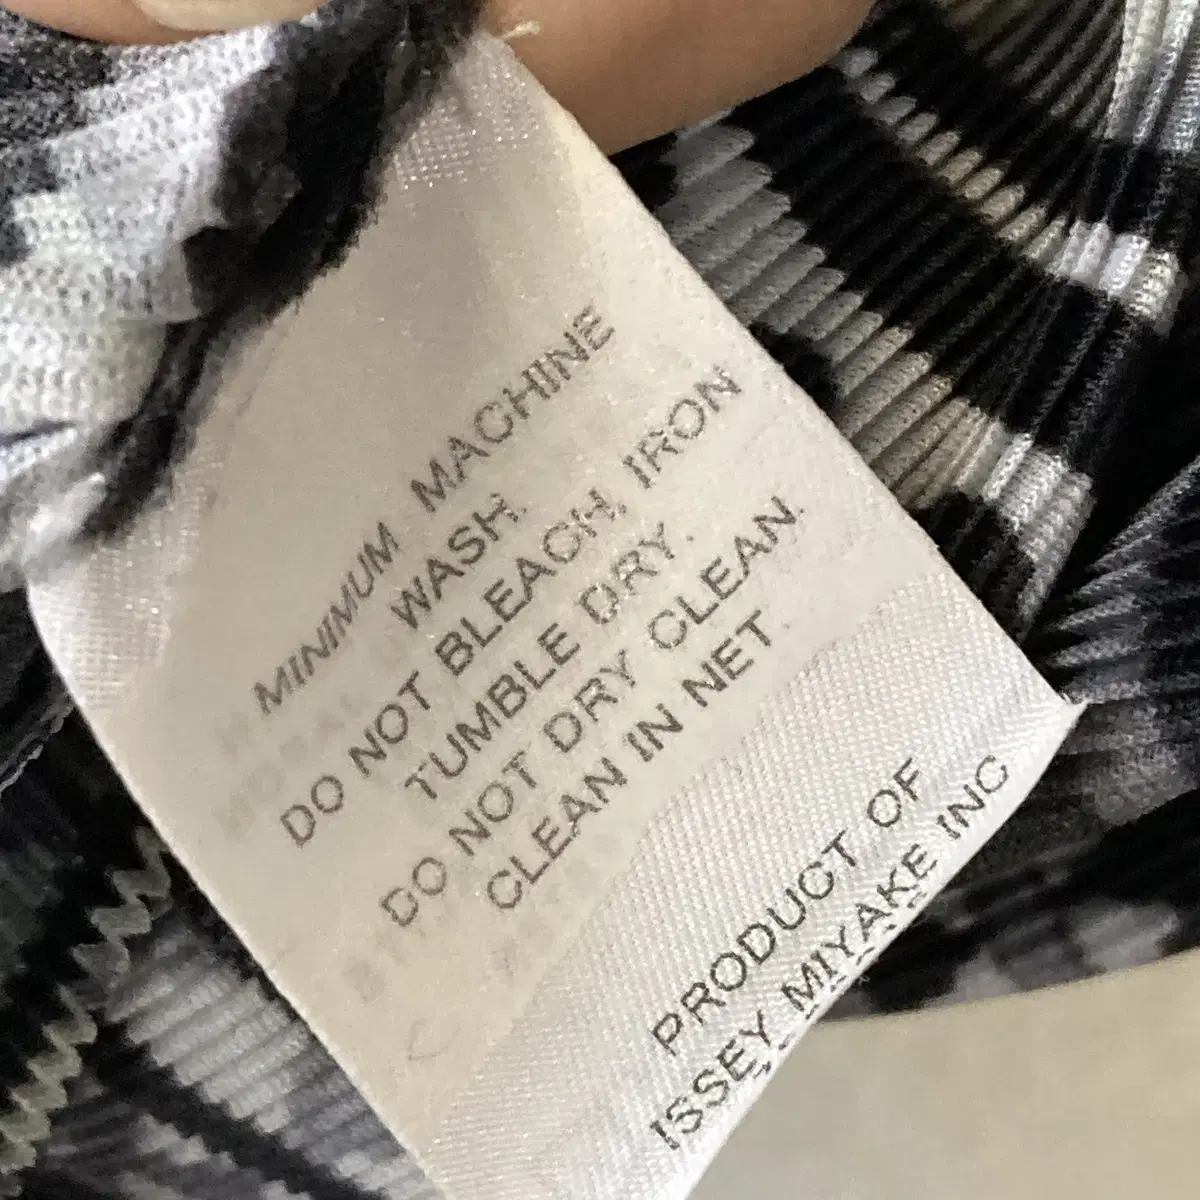 MINIMUM MACHINE
WASH.
DO NOT BLEACH, IRON
TUMBLE DRY.
DO NOT DRY CLEAN.
CLEAN IN NET
PRODUCT OF
ISSEY MIYAKE INC